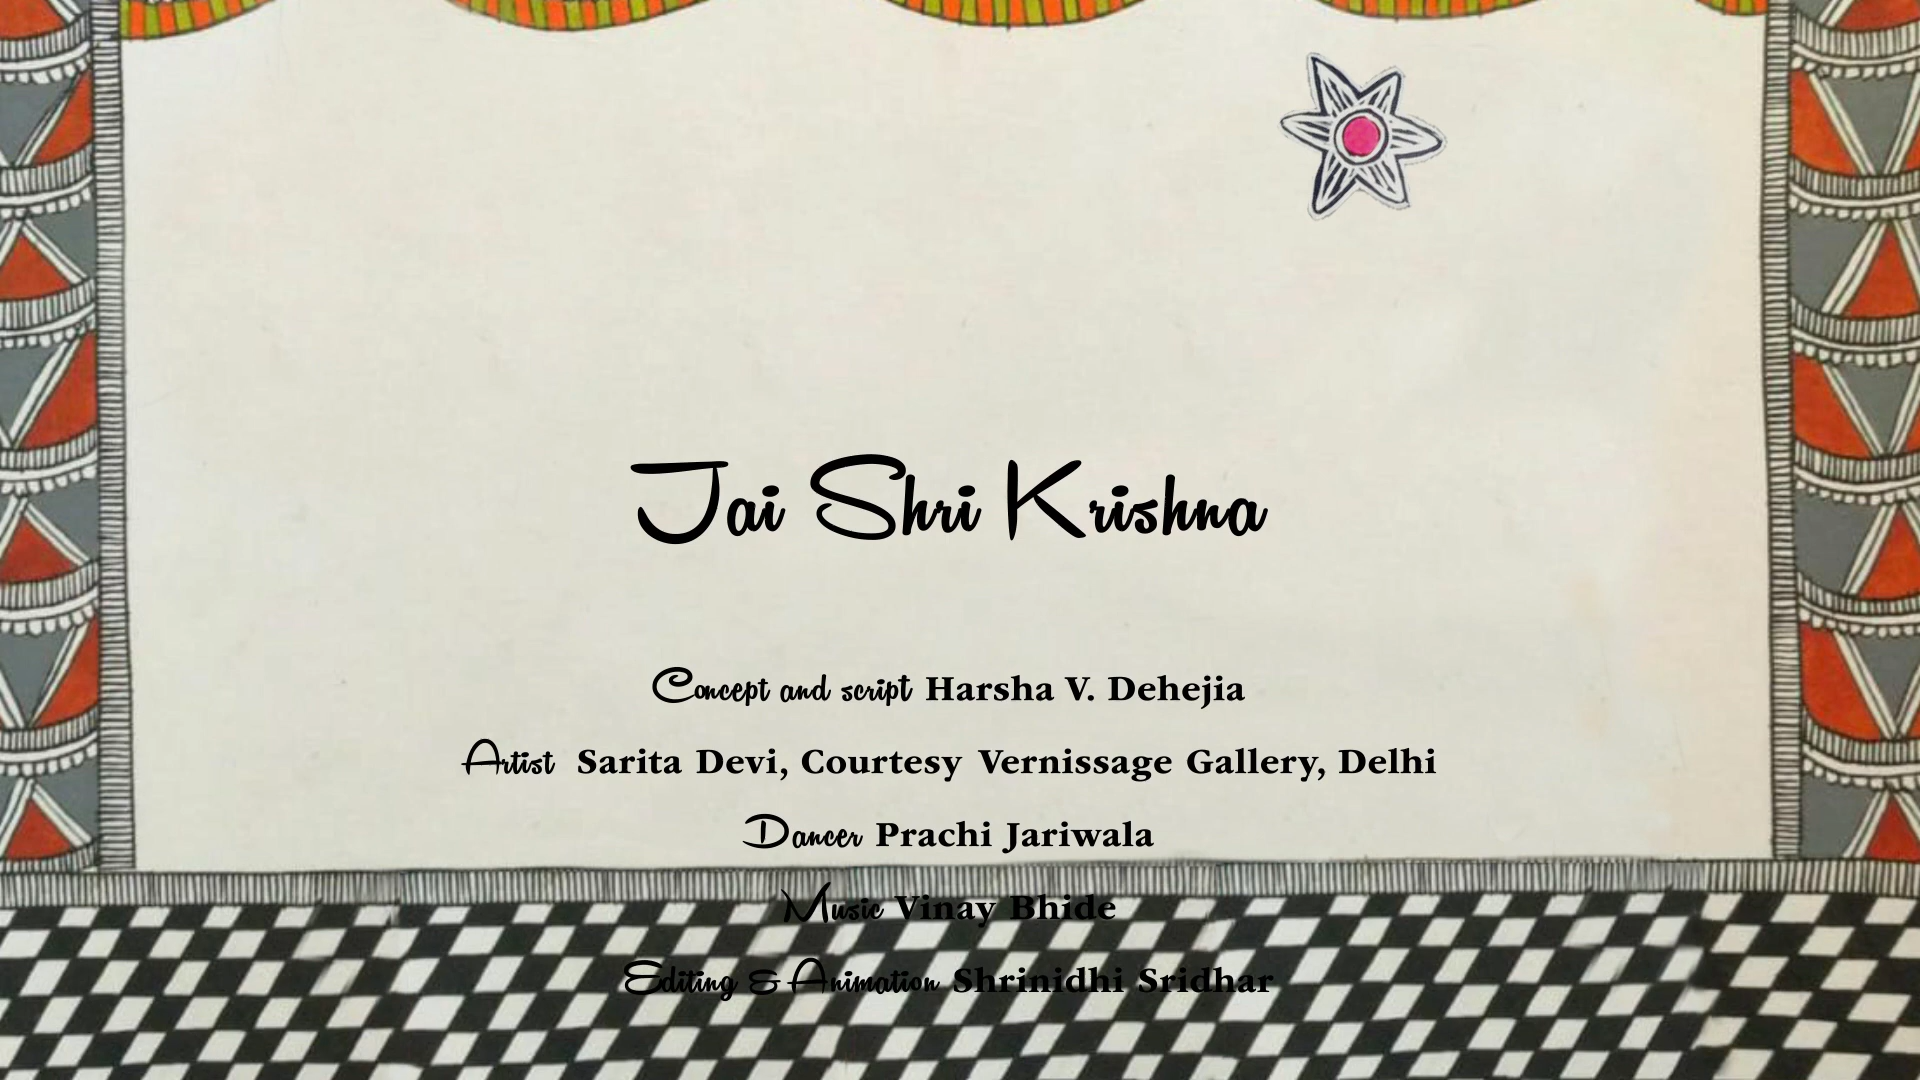 Jai Shri Krishna
Concept and script Harsha V. Dehejia
Artist Sarita Devi, Courtesy Vernissage Gallery, Delhi
Dancer Prachi Jariwala
Music Vinay Bhide
Editing & Animation Shrinidhi Sridhar